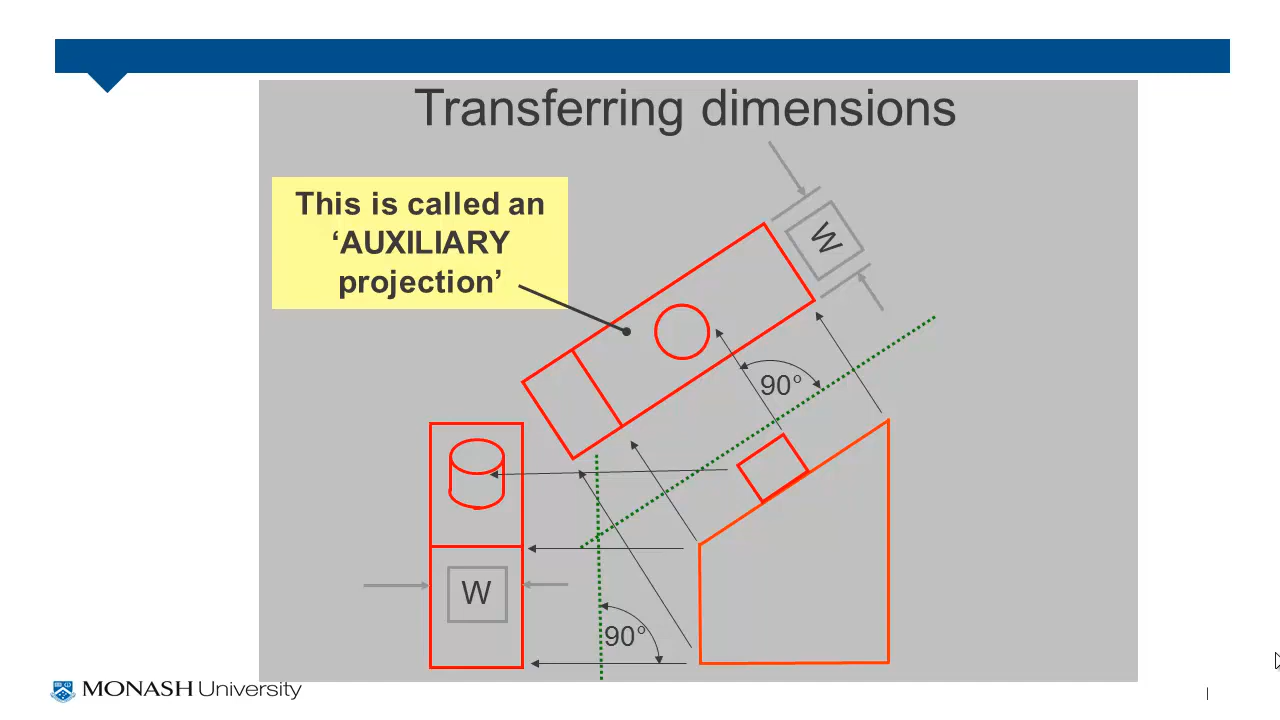 Transferring dimensions
This is called an
‘AUXILIARY
projection’
W
90°
W
90°
MONASH University